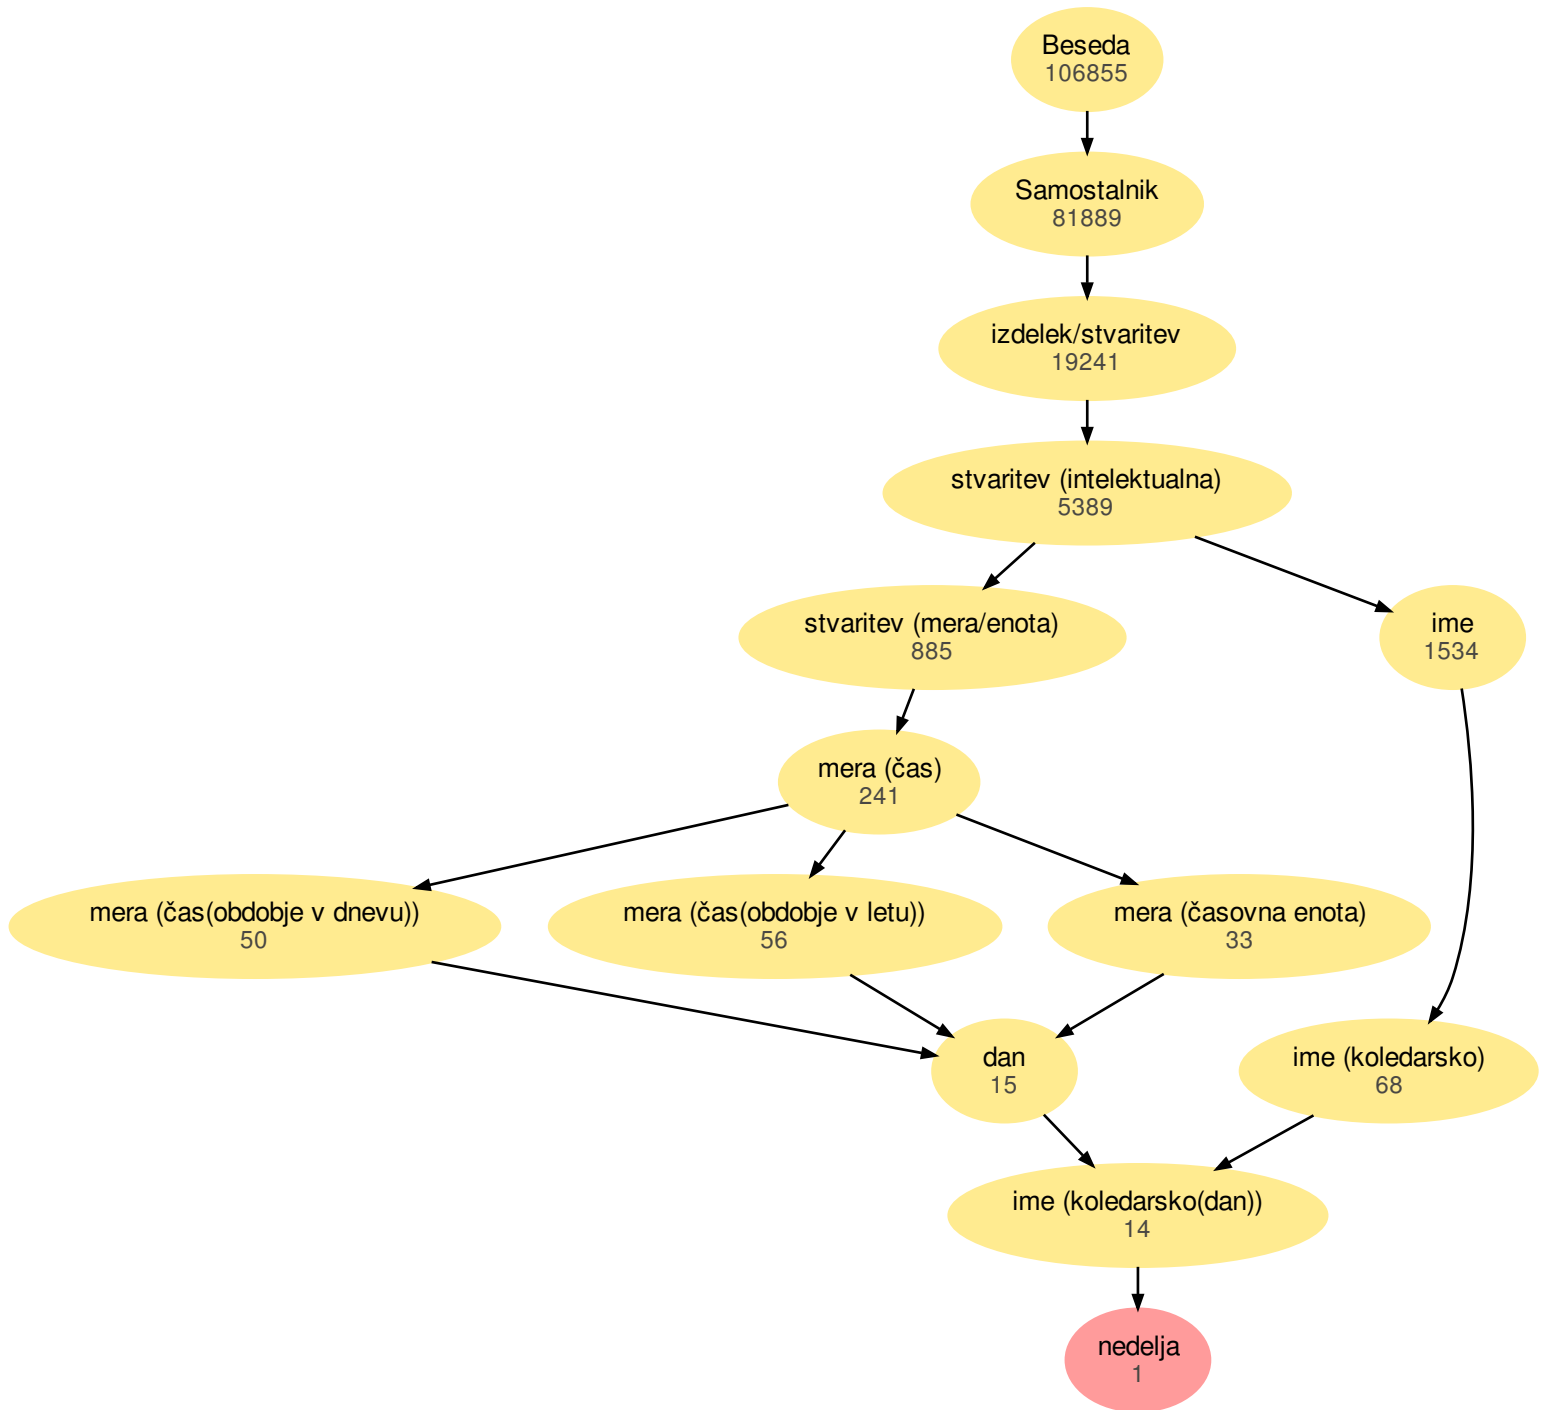 Beseda
106855
Samostalnik
81889
izdelek/stvaritev
19241
stvaritev (intelektualna)
5389
stvaritev (mera/enota)
885
ime
1534
mera (čas)
241
mera (čas(obdobje v dnevu))
50
mera (čas(obdobje v letu))
56
mera (časovna enota)
33
dan
15
ime (koledarsko)
68
ime (koledarsko(dan))
14
nedelja
1